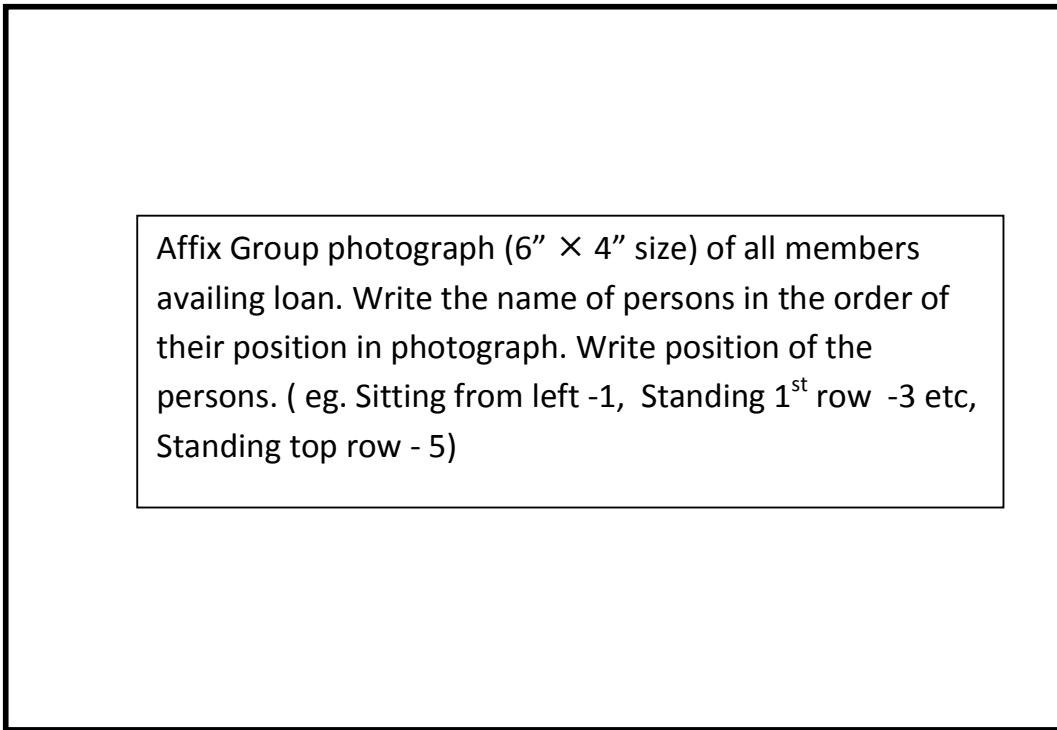 Affix Group photograph (6” × 4” size) of all members
availing loan. Write the name of persons in the order of
their position in photograph. Write position of the
persons. ( eg. Sitting from left -1,  Standing 1st row  -3 etc,
Standing top row - 5)